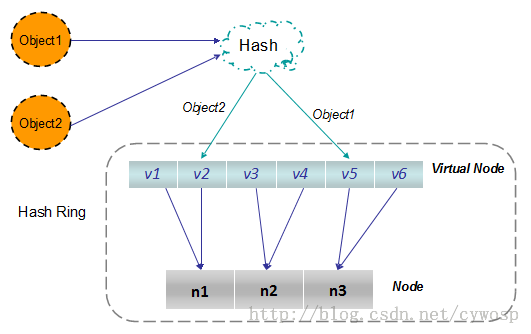 Object1
Hash
Object2
Object2
Object1
v1 v2 v3 v4 v5 v6
Virtual Node
Hash Ring
n1 n2 n3
Node
http://blog.csdn.net/cywosp